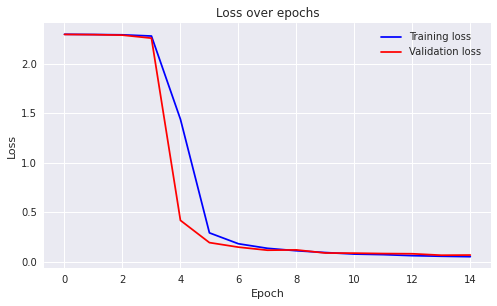 Loss over epochs
Training loss
Validation loss
2.0
1.5
1.0
0.5
0.0
Loss
0 2 4 6 8 10 12 14
Epoch